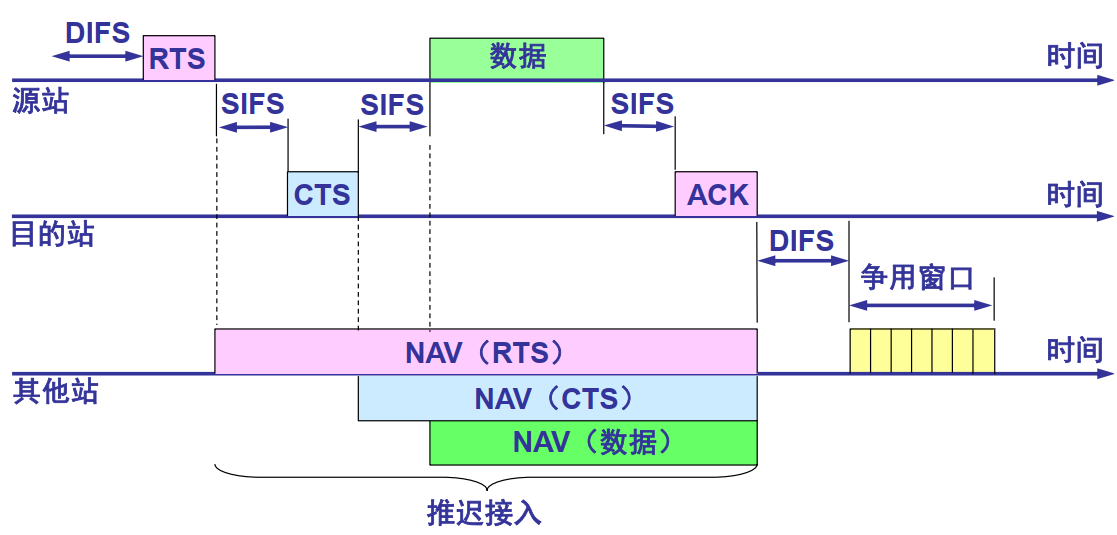 DIFS
RTS
数据
时间
源站
SIFS
SIFS
SIFS
CTS
ACK
时间
目的站
DIFS
争用窗口
NAV（RTS）
时间
其他站
NAV（CTS）
NAV（数据）
推迟接入